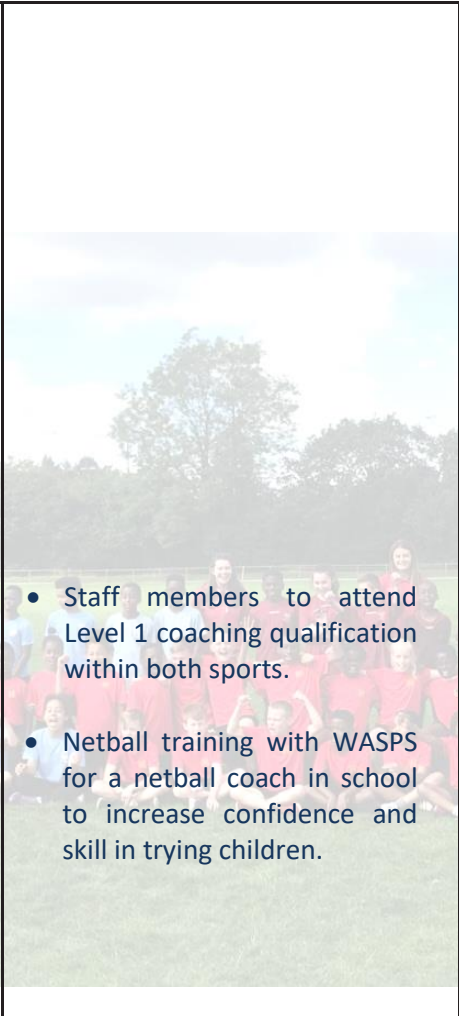 • Staff members to attend
Level 1 coaching qualification
within both sports.
• Netball training with WASPS
for a netball coach in school
to increase confidence and
skill in trying children.